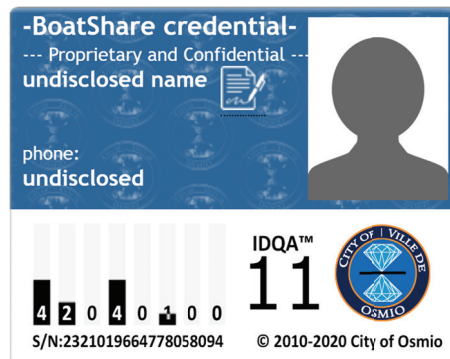 -BoatShare credential-
--- Proprietary and Confidential ---
undisclosed name
phone:
undisclosed
IDQA™
11
CITY OF | VILLE DE
OSMIO
4 2 0 4 0 1 0 0
S/N:2321019664778058094
© 2010-2020 City of Osmio